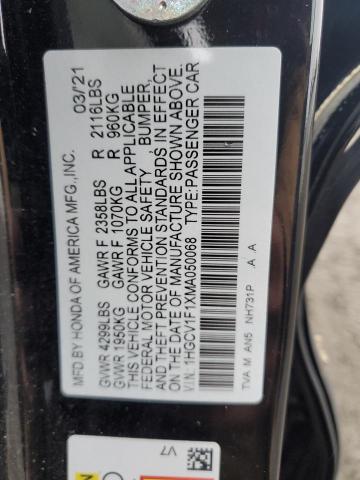 MFD. BY HONDA OF AMERICA MFG.,INC. 03/'21
GVWR 4299LBS GAWR F 2358LBS R 2116LBS
GVWR 1950KG GAWR F 1070KG R 960KG
THIS VEHICLE CONFORMS TO ALL APPLICABLE
FEDERAL MOTOR VEHICLE SAFETY , BUMPER,
AND THEFT PREVENTION STANDARDS IN EFFECT
ON THE DATE OF MANUFACTURE SHOWN ABOVE.
V.I.N. 1HGCV1F1XMA050068 TYPE:PASSENGER CAR
TVA M AN5 NH731P .A .A
V7